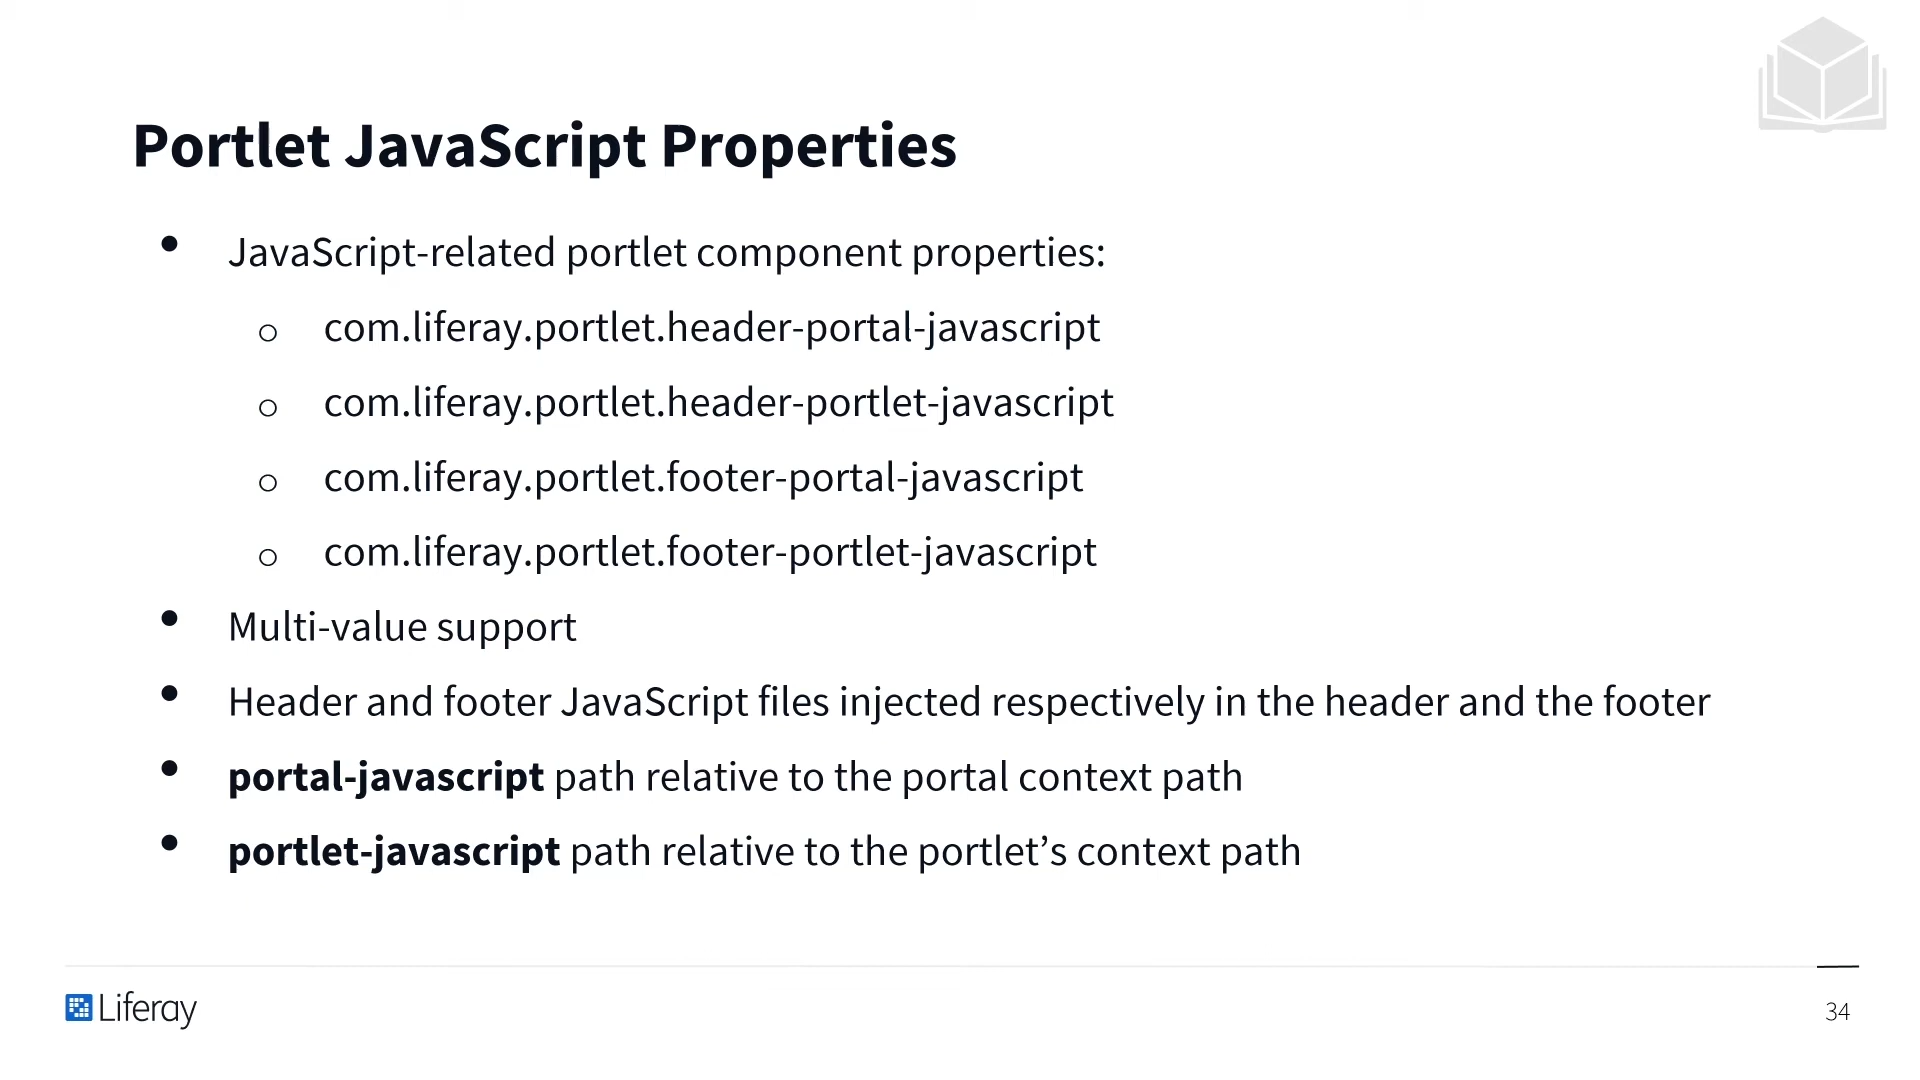 Portlet JavaScript Properties
• JavaScript-related portlet component properties:
o com.liferay.portlet.header-portal-javascript
o com.liferay.portlet.header-portlet-javascript
o com.liferay.portlet.footer-portal-javascript
o com.liferay.portlet.footer-portlet-javascript
• Multi-value support
• Header and footer JavaScript files injected respectively in the header and the footer
• portal-javascript path relative to the portal context path
• portlet-javascript path relative to the portlet’s context path
Liferay
34